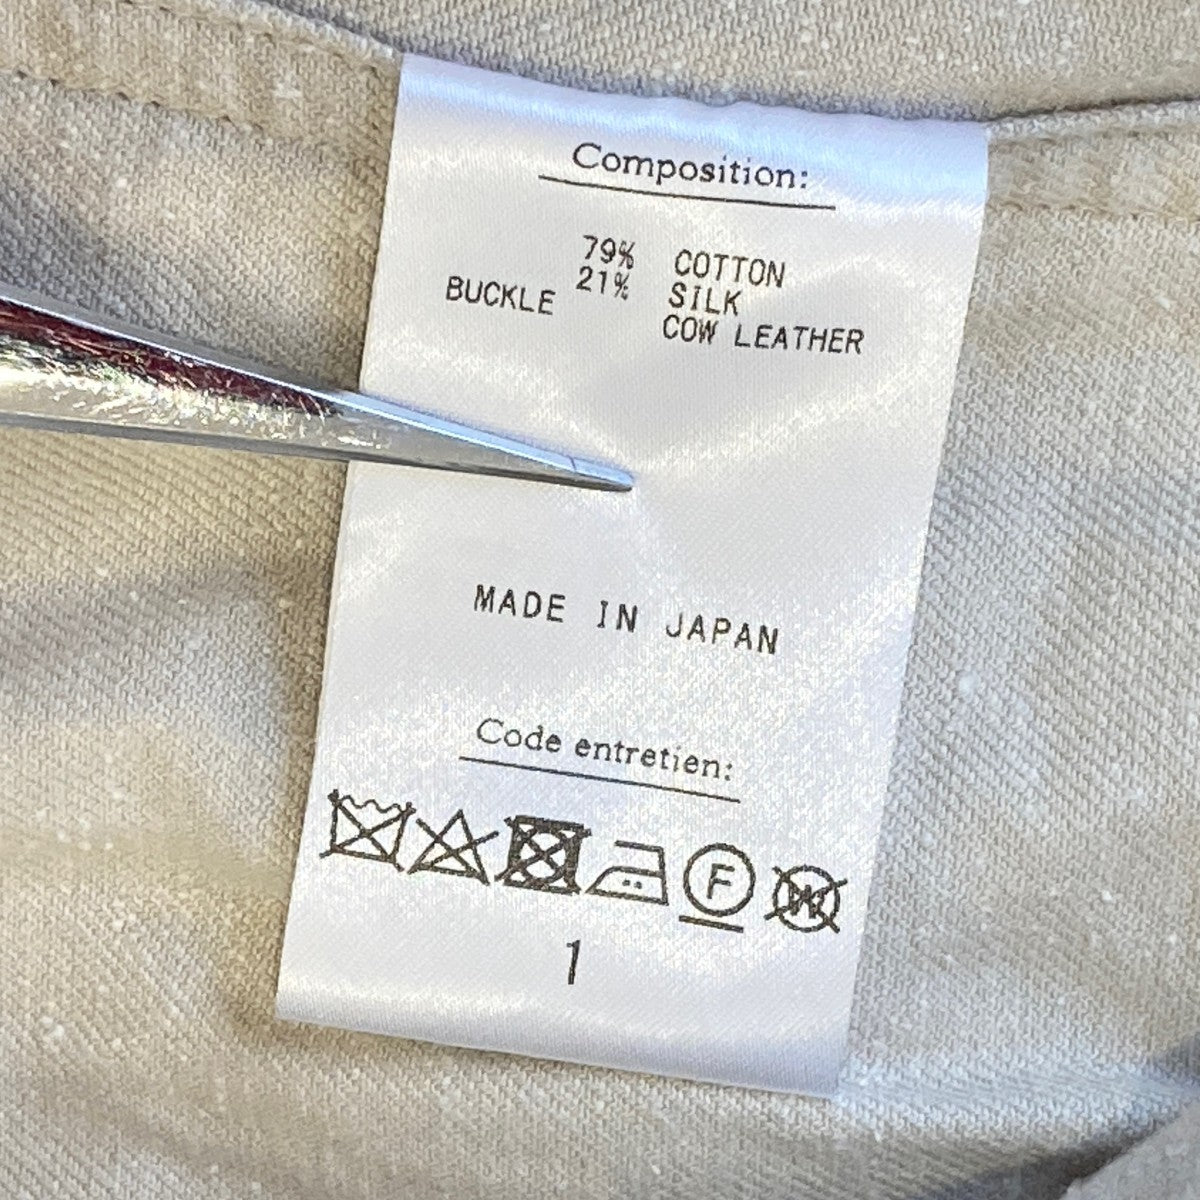 Composition:
79% COTTON
21% SILK
BUCKLE COW LEATHER
MADE IN JAPAN
Code entretien:
F W
1